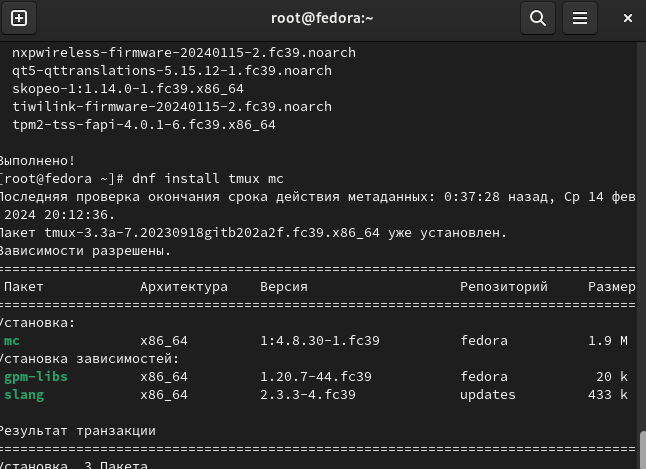 root@fedora:~
nxpwireless-firmware-20240115-2.fc39.noarch
qt5-qttranslations-5.15.12-1.fc39.noarch
skopeo-1:1.14.0-1.fc39.x86_64
tiwilink-firmware-20240115-2.fc39.noarch
tpm2-tss-fapi-4.0.1-6.fc39.x86_64
Выполнено!
[root@fedora ~]# dnf install tmux mc
Последняя проверка окончания срока действия метаданных: 0:37:28 назад, Ср 14 фев
2024 20:12:36.
Пакет tmux-3.3a-7.20230918gitb202a2f.fc39.x86_64 уже установлен.
Зависимости разрешены.
================================================================================
Пакет Архитектура Версия Репозиторий Размер
================================================================================
Установка:
mc x86_64 1:4.8.30-1.fc39 fedora 1.9 M
Установка зависимостей:
gpm-libs x86_64 1.20.7-44.fc39 fedora 20 k
slang x86_64 2.3.3-4.fc39 updates 433 k
Результат транзакции
================================================================================
Установка 3 Пакета